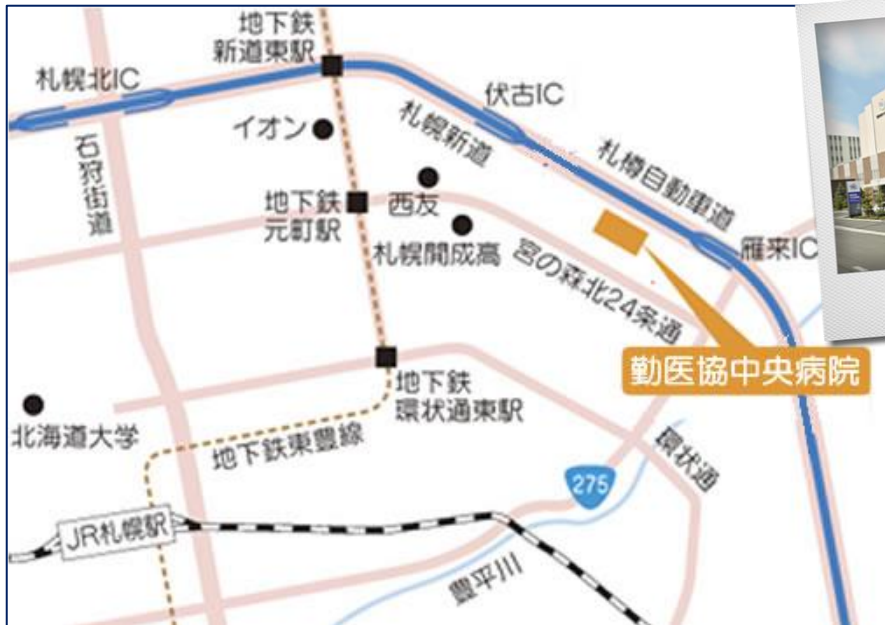 地下鉄
新道東駅
札幌北IC
伏古IC
イオン
札幌新道
石狩街道
札樽自動車道
西友
地下鉄
元町駅
札幌開成高
雁来IC
宮の森北24条通
勤医協中央病院
地下鉄
環状通東駅
北海道大学
地下鉄東豊線
環状通
275
JR札幌駅
豊平川